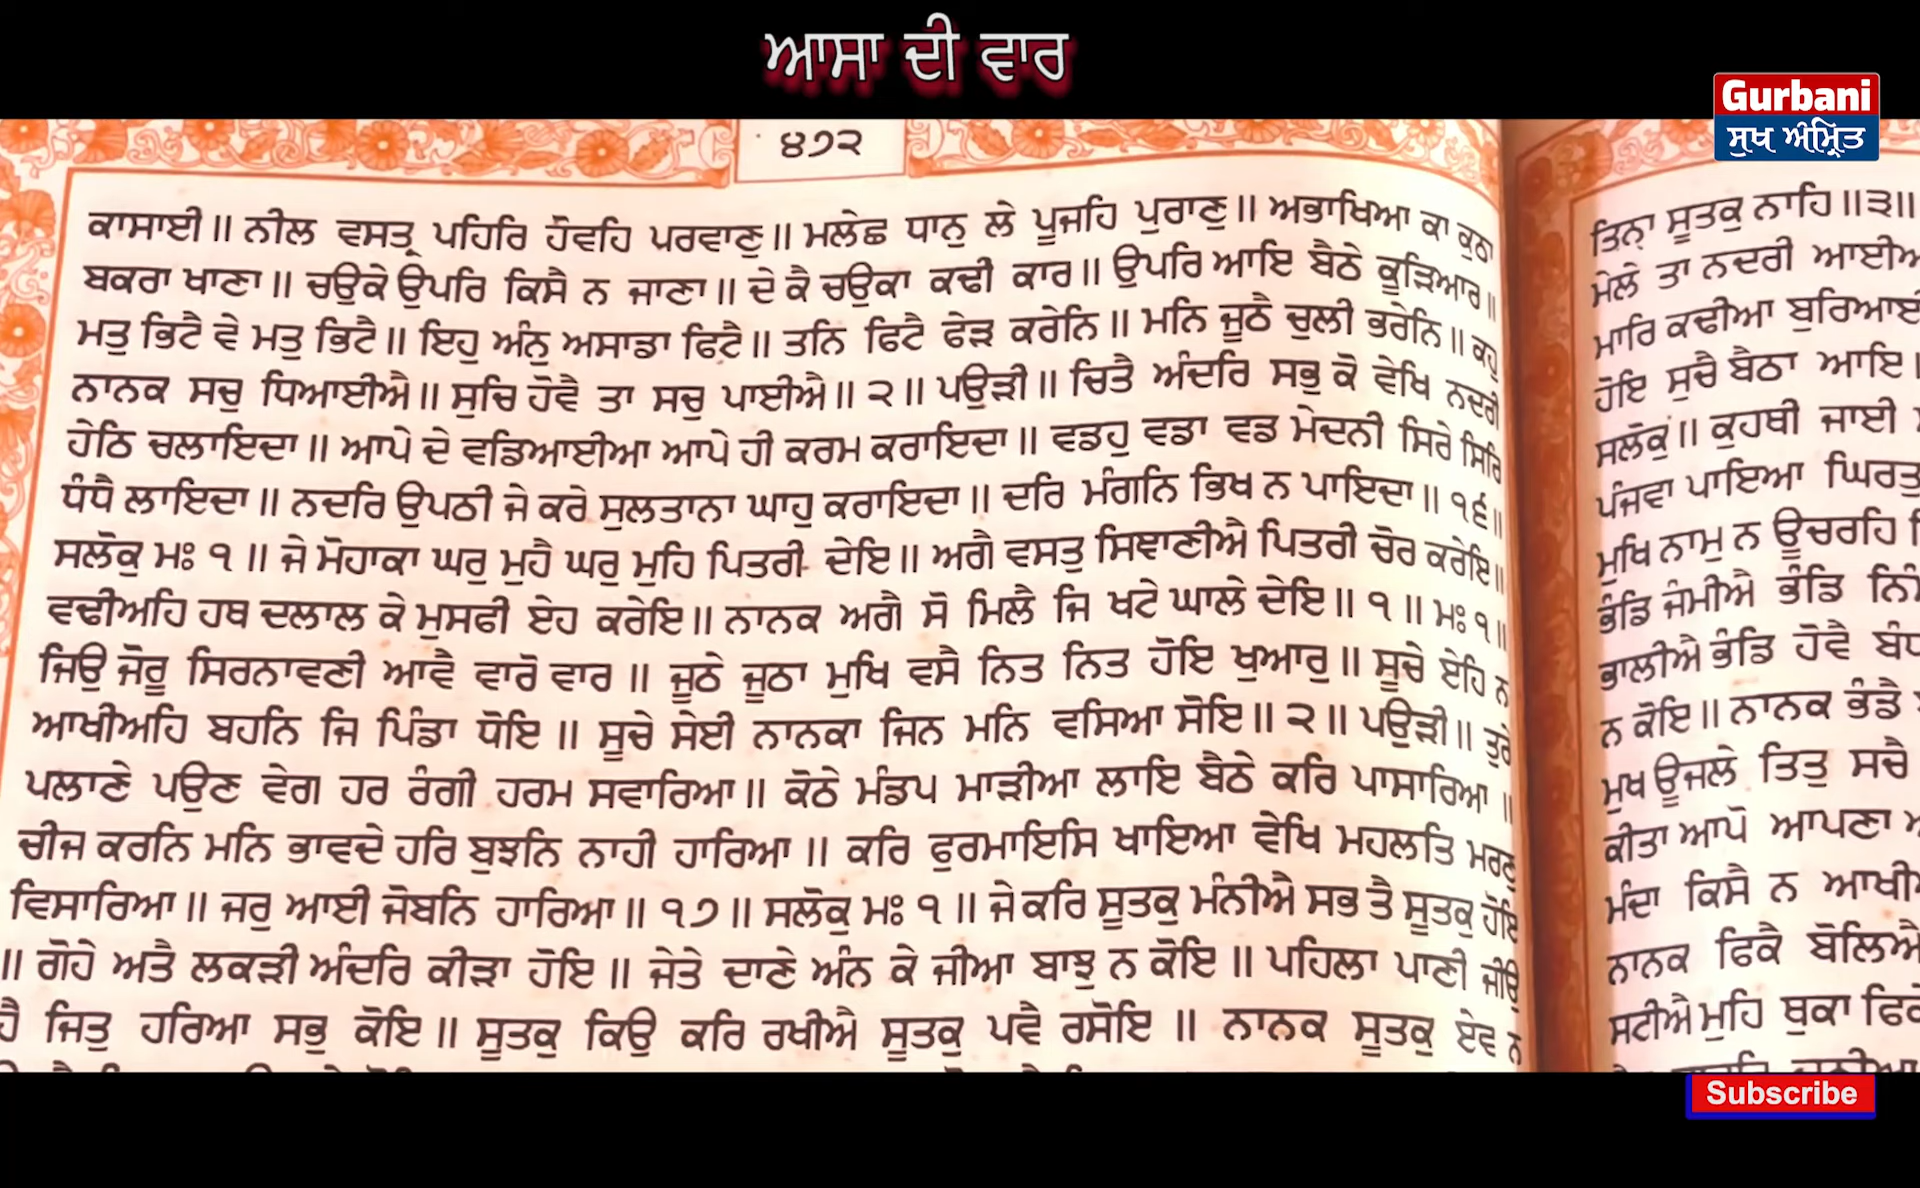 ਆਸਾ ਦੀ ਵਾਰ
Gurbani
ਸੁਖ ਅੰਮ੍ਰਿਤ
੪੭੨
ਕਾਸਾਈ॥ ਨੀਲ ਵਸਤ੍ਰ ਪਹਿਰਿ ਹੋਵਹਿ ਪਰਵਾਣੁ॥ ਮਲੇਛ ਧਾਨੁ ਲੇ ਪੂਜਹਿ ਪੁਰਾਣੁ॥ ਅਭਾਖਿਆ ਕਾ ਕੁਠਾ
ਬਕਰਾ ਖਾਣਾ॥ ਚਉਕੇ ਉਪਰਿ ਕਿਸੈ ਨ ਜਾਣਾ॥ ਦੇ ਕੈ ਚਉਕਾ ਕਢੀ ਕਾਰ॥ ਉਪਰਿ ਆਇ ਬੈਠੇ ਕੂੜਿਆਰ॥
ਮਤੁ ਭਿਟੈ ਵੇ ਮਤੁ ਭਿਟੈ॥ ਇਹੁ ਅੰਨੁ ਅਸਾਡਾ ਫਿਟੈ॥ ਤਨਿ ਫਿਟੈ ਫੇੜ ਕਰੇਨਿ॥ ਮਨਿ ਜੂਠੈ ਚੁਲੀ ਭਰੇਨਿ॥ ਕਹੁ
ਨਾਨਕ ਸਚੁ ਧਿਆਈਐ॥ ਸੁਚਿ ਹੋਵੈ ਤਾ ਸਚੁ ਪਾਈਐ॥ ੨॥ ਪਉੜੀ॥ ਚਿਤੈ ਅੰਦਰਿ ਸਭੁ ਕੋ ਵੇਖਿ ਨਦਰੀ
ਹੇਠਿ ਚਲਾਇਦਾ॥ ਆਪੇ ਦੇ ਵਡਿਆਈਆ ਆਪੇ ਹੀ ਕਰਮ ਕਰਾਇਦਾ॥ ਵਡਹੁ ਵਡਾ ਵਡ ਮੇਦਨੀ ਸਿਰੇ ਸਿਰਿ
ਧੰਧੈ ਲਾਇਦਾ॥ ਨਦਰਿ ਉਪਠੀ ਜੇ ਕਰੇ ਸੁਲਤਾਨਾ ਘਾਹੁ ਕਰਾਇਦਾ॥ ਦਰਿ ਮੰਗਨਿ ਭਿਖ ਨ ਪਾਇਦਾ॥ ੧੬॥
ਸਲੋਕੁ ਮਃ ੧॥ ਜੇ ਮੋਹਾਕਾ ਘਰੁ ਮੁਹੈ ਘਰੁ ਮੁਹਿ ਪਿਤਰੀ ਦੇਇ॥ ਅਗੈ ਵਸਤੁ ਸਿਞਾਣੀਐ ਪਿਤਰੀ ਚੋਰ ਕਰੇਇ॥
ਵਢੀਅਹਿ ਹਥ ਦਲਾਲ ਕੇ ਮੁਸਫੀ ਏਹ ਕਰੇਇ॥ ਨਾਨਕ ਅਗੈ ਸੋ ਮਿਲੈ ਜਿ ਖਟੇ ਘਾਲੇ ਦੇਇ॥ ੧॥ ਮਃ ੧॥
ਜਿਉ ਜੋਰੂ ਸਿਰਨਾਵਣੀ ਆਵੈ ਵਾਰੋ ਵਾਰ॥ ਜੂਠੇ ਜੂਠਾ ਮੁਖਿ ਵਸੈ ਨਿਤ ਨਿਤ ਹੋਇ ਖੁਆਰੁ॥ ਸੂਚੇ ਏਹਿ ਨ
ਆਖੀਅਹਿ ਬਹਨਿ ਜਿ ਪਿੰਡਾ ਧੋਇ॥ ਸੂਚੇ ਸੇਈ ਨਾਨਕਾ ਜਿਨ ਮਨਿ ਵਸਿਆ ਸੋਇ॥ ੨॥ ਪਉੜੀ॥ ਤੁਰੇ
ਪਲਾਣੇ ਪਉਣ ਵੇਗ ਹਰ ਰੰਗੀ ਹਰਮ ਸਵਾਰਿਆ॥ ਕੋਠੇ ਮੰਡਪ ਮਾੜੀਆ ਲਾਇ ਬੈਠੇ ਕਰਿ ਪਾਸਾਰਿਆ॥
ਚੀਜ ਕਰਨਿ ਮਨਿ ਭਾਵਦੇ ਹਰਿ ਬੁਝਨਿ ਨਾਹੀ ਹਾਰਿਆ॥ ਕਰਿ ਫੁਰਮਾਇਸਿ ਖਾਇਆ ਵੇਖਿ ਮਹਲਤਿ ਮਰਣੁ
ਵਿਸਾਰਿਆ॥ ਜਰੁ ਆਈ ਜੋਬਨਿ ਹਾਰਿਆ॥ ੧੭॥ ਸਲੋਕੁ ਮਃ ੧॥ ਜੇ ਕਰਿ ਸੂਤਕੁ ਮੰਨੀਐ ਸਭ ਤੈ ਸੂਤਕੁ ਹੋਇ
॥ ਗੋਹੇ ਅਤੈ ਲਕੜੀ ਅੰਦਰਿ ਕੀੜਾ ਹੋਇ॥ ਜੇਤੇ ਦਾਣੇ ਅੰਨ ਕੇ ਜੀਆ ਬਾਝੁ ਨ ਕੋਇ॥ ਪਹਿਲਾ ਪਾਣੀ ਜੀਉ
ਹੈ ਜਿਤੁ ਹਰਿਆ ਸਭੁ ਕੋਇ॥ ਸੂਤਕੁ ਕਿਉ ਕਰਿ ਰਖੀਐ ਸੂਤਕੁ ਪਵੈ ਰਸੋਇ॥ ਨਾਨਕ ਸੂਤਕੁ ਏਵ ਨ
ਤਿਨਾ ਸੂਤਕੁ ਨਾਹਿ॥੩॥
ਮੇਲੇ ਤਾ ਨਦਰੀ
ਮਾਰਿ ਕਢੀਆ
ਹੋਇ ਸੁਚੈ ਬੈਠਾ ਆਇ।
ਸਲੋਕੁ॥ ਕੁਹਥੀ ਜਾਈ
ਪੰਜਵਾ ਪਾਇਆ ਘਿਰਤੁ
ਮੁਖਿ ਨਾਮੁ ਨ ਊਚਰਹਿ
ਭੰਡਿ ਜੰਮੀਐ ਭੰਡਿ
ਭਾਲੀਐ ਭੰਡਿ ਹੋਵੈ
ਨ ਕੋਇ॥ ਨਾਨਕ ਭੰਡੈ
ਮੁਖ ਊਜਲੇ ਤਿਤੁ ਸਚੈ
ਕੀਤਾ ਆਪੋ ਆਪਣਾ
ਮੰਦਾ ਕਿਸੈ ਨ
ਨਾਨਕ ਫਿਕੈ ਬੋਲਿਐ
ਸਟੀਐ ਮੁਹਿ ਥੁਕਾ
Subscribe